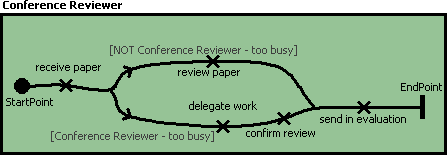 Conference Reviewer
[NOT Conference Reviewer - too busy]
receive paper
review paper
StartPoint
EndPoint
delegate work
send in evaluation
[Conference Reviewer - too busy]
confirm review